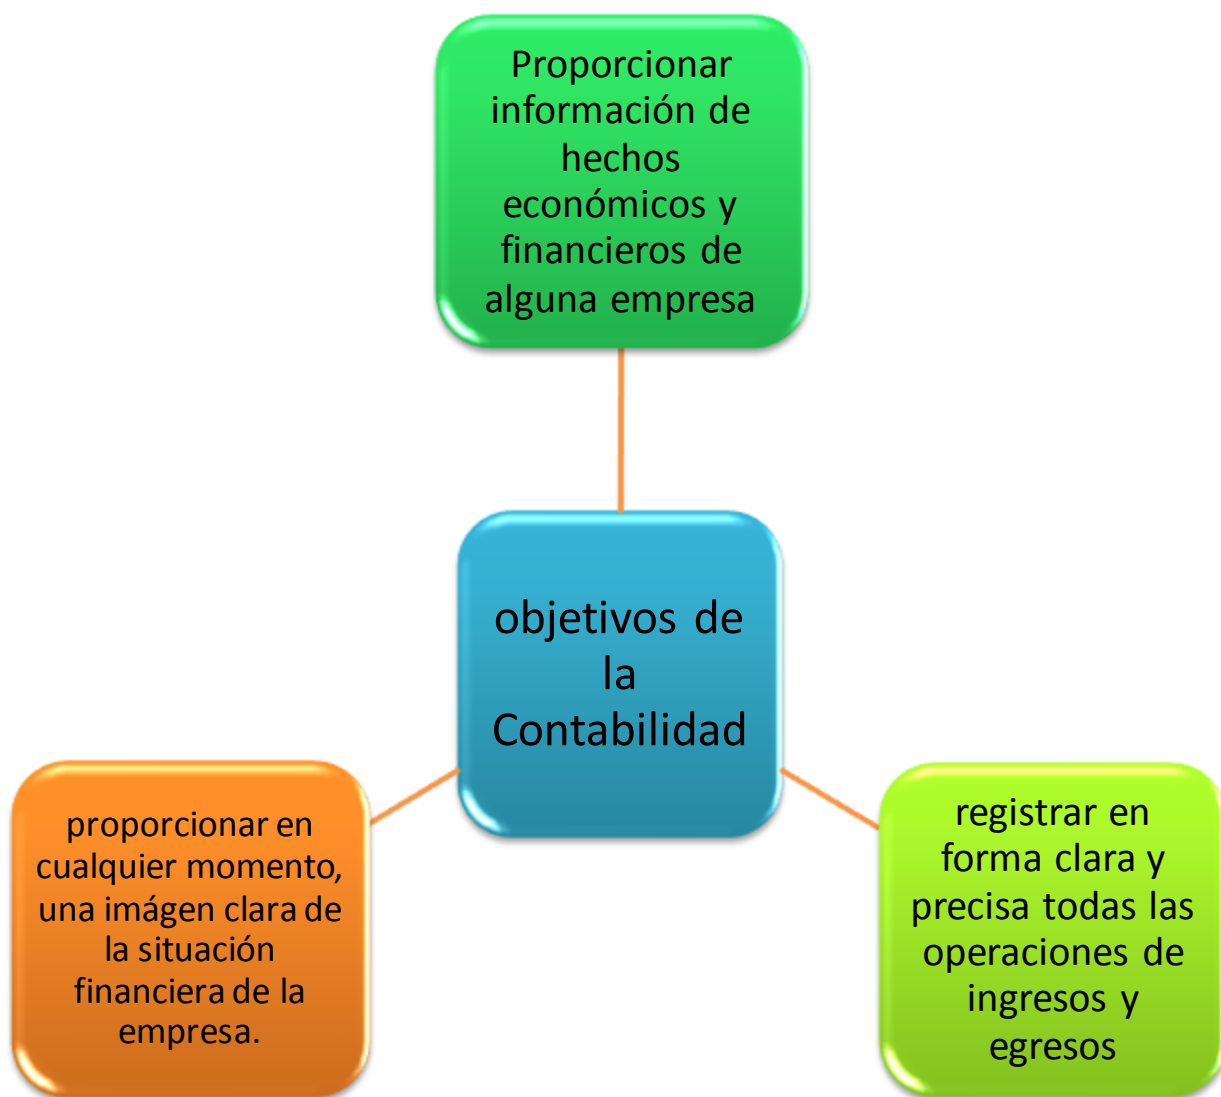 Proporcionar
información de
hechos
económicos y
financieros de
alguna empresa
objetivos de
la
Contabilidad
proporcionar en
cualquier momento,
una imágen clara de
la situación
financiera de la
empresa.
registrar en
forma clara y
precisa todas las
operaciones de
ingresos y
egresos